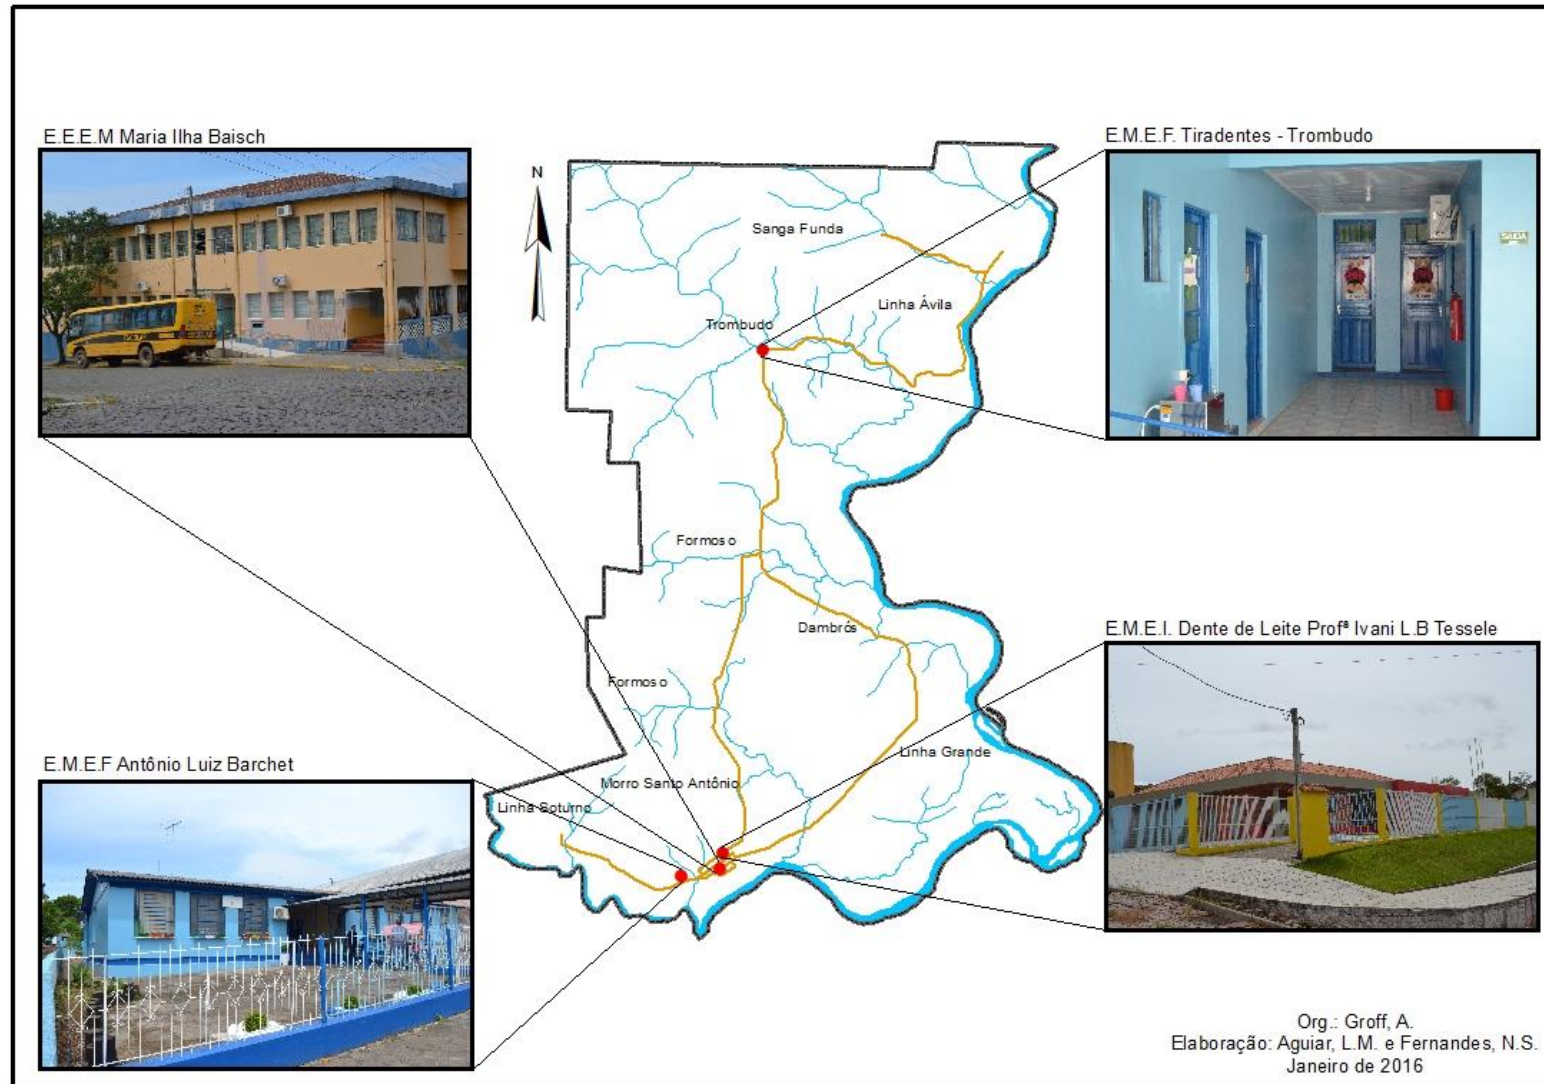 E.E.E.M Maria Ilha Baisch
E.M.E.F. Tiradentes - Trombudo
N
Sanga Funda
Linha Ávila
Trombudo
SAÍDA
Formoso
Dambrós
E.M.E.I. Dente de Leite Profª Ivani L.B Tessele
Formoso
Linha Grande
E.M.E.F Antônio Luiz Barchet
Morro Santo Antônio
Linha Soturno
Org.: Groff, A.
Elaboração: Aguiar, L.M. e Fernandes, N.S.
Janeiro de 2016